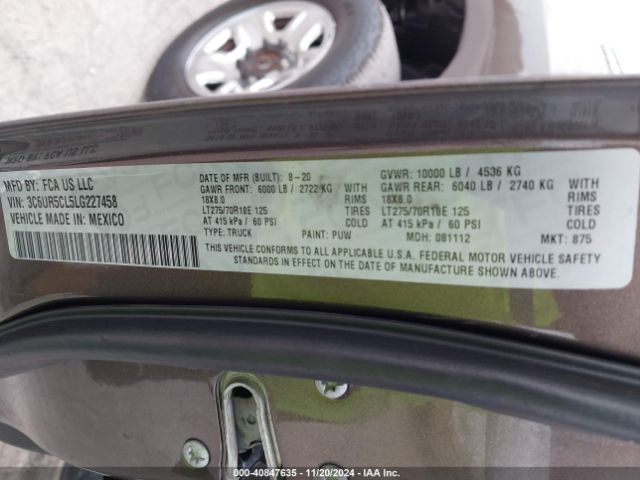 MFD BY: FCA US LLC
VIN: 3C6UR5CL5LG227458
VEHICLE MADE IN: MEXICO
DATE OF MFR (BUILT): 8-20
GVWR: 10000 LB / 4536 KG
GAWR FRONT: 6000 LB / 2722 KG WITH
18X8.0 RIMS
LT275/70R18E 125 TIRES
AT 415 kPa / 60 PSI COLD
GAWR REAR: 6040 LB / 2740 KG WITH
18X8.0 RIMS
LT275/70R18E 125 TIRES
AT 415 kPa / 60 PSI COLD
TYPE: TRUCK PAINT: PUW MDH: 081112 MKT: 875
THIS VEHICLE CONFORMS TO ALL APPLICABLE U.S.A. FEDERAL MOTOR VEHICLE SAFETY
STANDARDS IN EFFECT ON THE DATE OF MANUFACTURE SHOWN ABOVE.
000-40847635 - 11/20/2024 - IAA